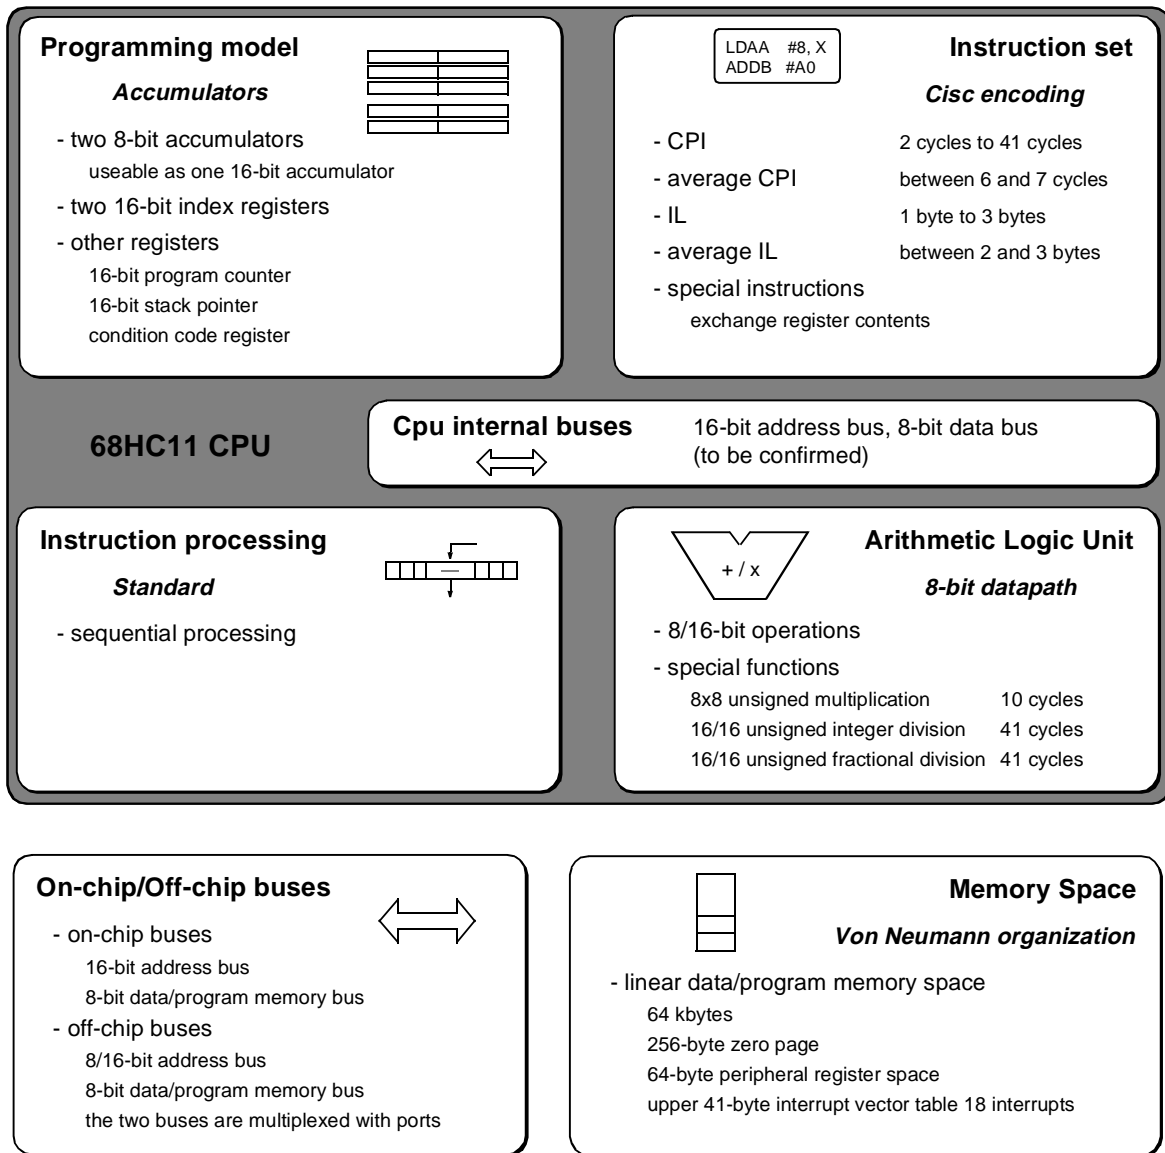 Programming model
Accumulators
- two 8-bit accumulators
useable as one 16-bit accumulator
- two 16-bit index registers
- other registers
16-bit program counter
16-bit stack pointer
condition code register
LDAA #8, X
ADDB #A0
Instruction set
Cisc encoding
- CPI 2 cycles to 41 cycles
- average CPI between 6 and 7 cycles
- IL 1 byte to 3 bytes
- average IL between 2 and 3 bytes
- special instructions
exchange register contents
68HC11 CPU
Cpu internal buses 16-bit address bus, 8-bit data bus
(to be confirmed)
Instruction processing
Standard
- sequential processing
+ / x
Arithmetic Logic Unit
8-bit datapath
- 8/16-bit operations
- special functions
8x8 unsigned multiplication 10 cycles
16/16 unsigned integer division 41 cycles
16/16 unsigned fractional division 41 cycles
On-chip/Off-chip buses
- on-chip buses
16-bit address bus
8-bit data/program memory bus
- off-chip buses
8/16-bit address bus
8-bit data/program memory bus
the two buses are multiplexed with ports
Memory Space
Von Neumann organization
- linear data/program memory space
64 kbytes
256-byte zero page
64-byte peripheral register space
upper 41-byte interrupt vector table 18 interrupts